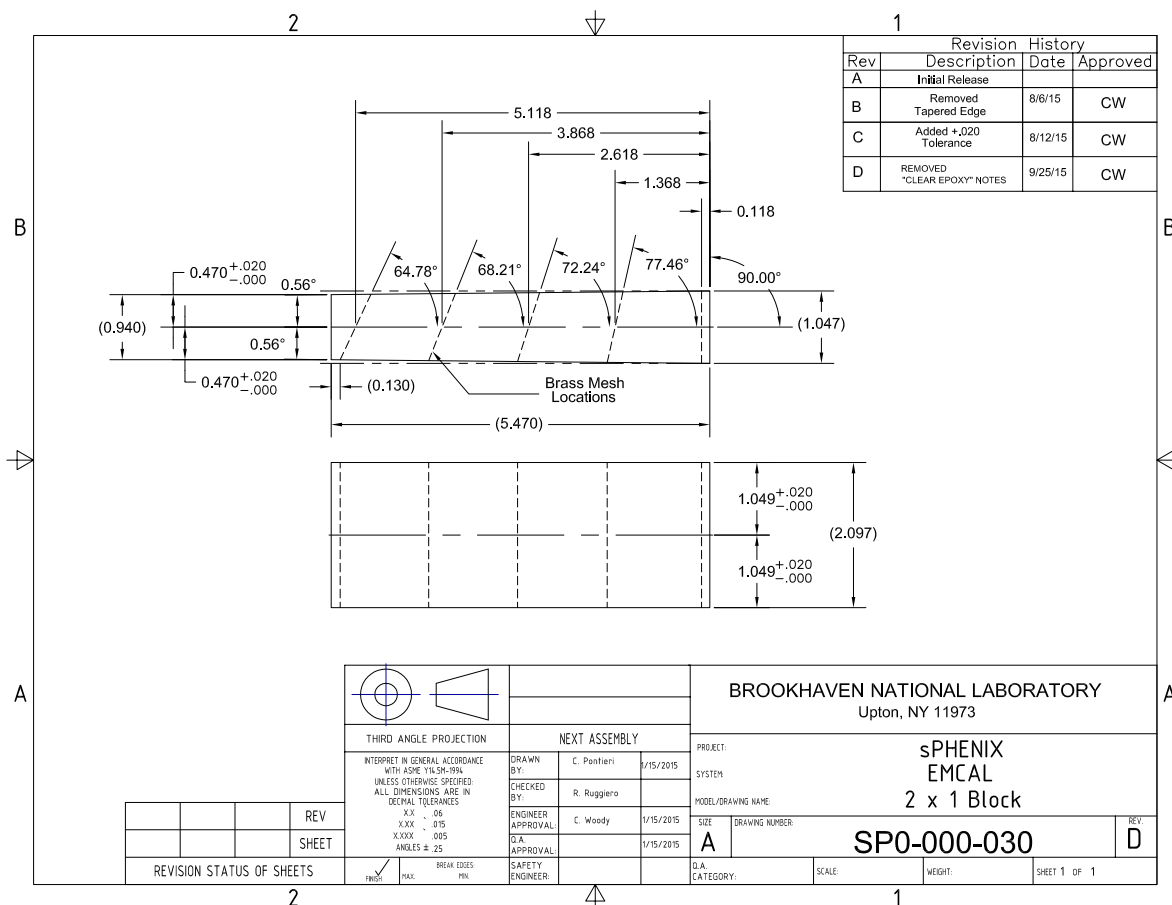 2
1
Revision History
Rev Description Date Approved
A Initial Release
B Removed Tapered Edge 8/6/15 CW
C Added +.020 Tolerance 8/12/15 CW
D REMOVED "CLEAR EPOXY" NOTES 9/25/15 CW
5.118
3.868
2.618
1.368
0.118
B
B
64.78°
68.21°
72.24°
77.46°
90.00°
0.470 +.020 -.000
0.56°
(0.940)
(1.047)
0.56°
0.470 +.020 -.000
(0.130)
Brass Mesh
Locations
(5.470)
1.049 +.020 -.000
(2.097)
1.049 +.020 -.000
A
A
THIRD ANGLE PROJECTION
INTERPRET IN GENERAL ACCORDANCE
WITH ASME Y14.5M-1994
UNLESS OTHERWISE SPECIFIED:
ALL DIMENSIONS ARE IN
DECIMAL TOLERANCES
X.X .06
X.XX .015
X.XXX .005
ANGLES ± .25
FINISH
MAX.
BREAK EDGES:
MIN.
NEXT ASSEMBLY
DRAWN BY: C. Pontieri 1/15/2015
CHECKED BY: R. Ruggiero
ENGINEER APPROVAL: C. Woody 1/15/2015
Q.A. APPROVAL: 1/15/2015
SAFETY ENGINEER:
BROOKHAVEN NATIONAL LABORATORY
Upton, NY 11973
PROJECT: sPHENIX
SYSTEM: EMCAL
MODEL/DRAWING NAME: 2 x 1 Block
SIZE A
DRAWING NUMBER: SP0-000-030
REV. D
Q.A. CATEGORY:
SCALE:
WEIGHT:
SHEET 1 OF 1
REV
SHEET
REVISION STATUS OF SHEETS
2
1